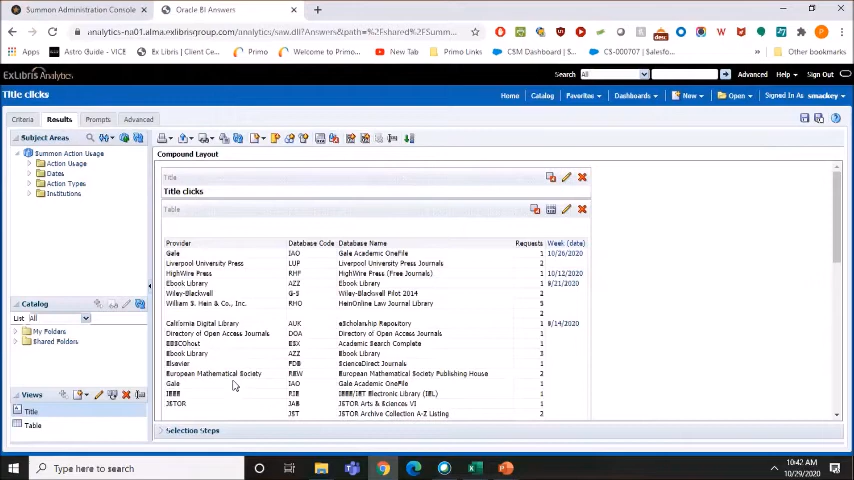 Summon Administration Console
Oracle BI Answers
analytics-na01.alma.exlibrisgroup.com/analytics/saw.dll?Answers&path=%2Fshared%2FSumm...
Apps Astro Guide - VICE Ex Libris | Client Ce... Primo Welcome to Primo... New Tab Primo Links CSM Dashboard | S... CS-000707 | Salesfo... Other bookmarks
ExLibris Analytics Search All Advanced Help Sign Out
Title clicks Home Catalog Favorites Dashboards New Open Signed In As smackey
Criteria Results Prompts Advanced
Subject Areas
Compound Layout
Summon Action Usage
Action Usage
Dates
Action Types
Institutions
Title
Title clicks
Table
Provider Database Code Database Name Requests Week (date)
Gale IAO Gale Academic OneFile 1 10/26/2020
Liverpool University Press LUP Liverpool University Press Journals 2
HighWire Press RHF HighWire Press (Free Journals) 1 10/12/2020
Ebook Library AZZ Ebook Library 1 9/21/2020
Wiley-Blackwell G-8 Wiley-Blackwell Pilot 2014 2
William S. Hein & Co., Inc. RHO HeinOnline Law Journal Library 5
2
California Digital Library AUK eScholarship Repository 1 9/14/2020
Directory of Open Access Journals DOA Directory of Open Access Journals 2
EBSCOhost ESX Academic Search Complete 1
Ebook Library AZZ Ebook Library 3
Elsevier FDB ScienceDirect Journals 1
European Mathematical Society REW European Mathematical Society Publishing House 2
Gale IAO Gale Academic OneFile 1
IEEE RIE IEEE/IET Electronic Library (IEL) 1
JSTOR JAB JSTOR Arts & Sciences VI 1
JST JSTOR Archive Collection A-Z Listing 2
Catalog
List All
My Folders
Shared Folders
Views
Title
Table
Selection Steps
Type here to search
10:42 AM
10/29/2020